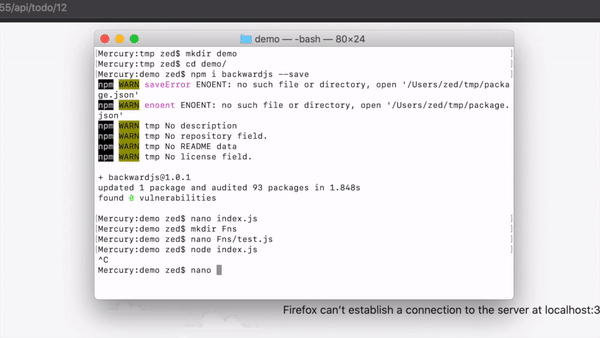 55/api/todo/12
demo — -bash — 80×24
[Mercury:tmp zed$ mkdir demo ]
[Mercury:tmp zed$ cd demo/ ]
[Mercury:demo zed$ npm i backwardjs --save ]
npm WARN saveError ENOENT: no such file or directory, open '/Users/zed/tmp/packa
ge.json'
npm WARN enoent ENOENT: no such file or directory, open '/Users/zed/tmp/package.
json'
npm WARN tmp No description
npm WARN tmp No repository field.
npm WARN tmp No README data
npm WARN tmp No license field.
+ backwardjs@1.0.1
updated 1 package and audited 93 packages in 1.848s
found 0 vulnerabilities
[Mercury:demo zed$ nano index.js ]
[Mercury:demo zed$ mkdir Fns ]
[Mercury:demo zed$ nano Fns/test.js ]
[Mercury:demo zed$ node index.js ]
^C
Mercury:demo zed$ nano
Firefox can't establish a connection to the server at localhost:3